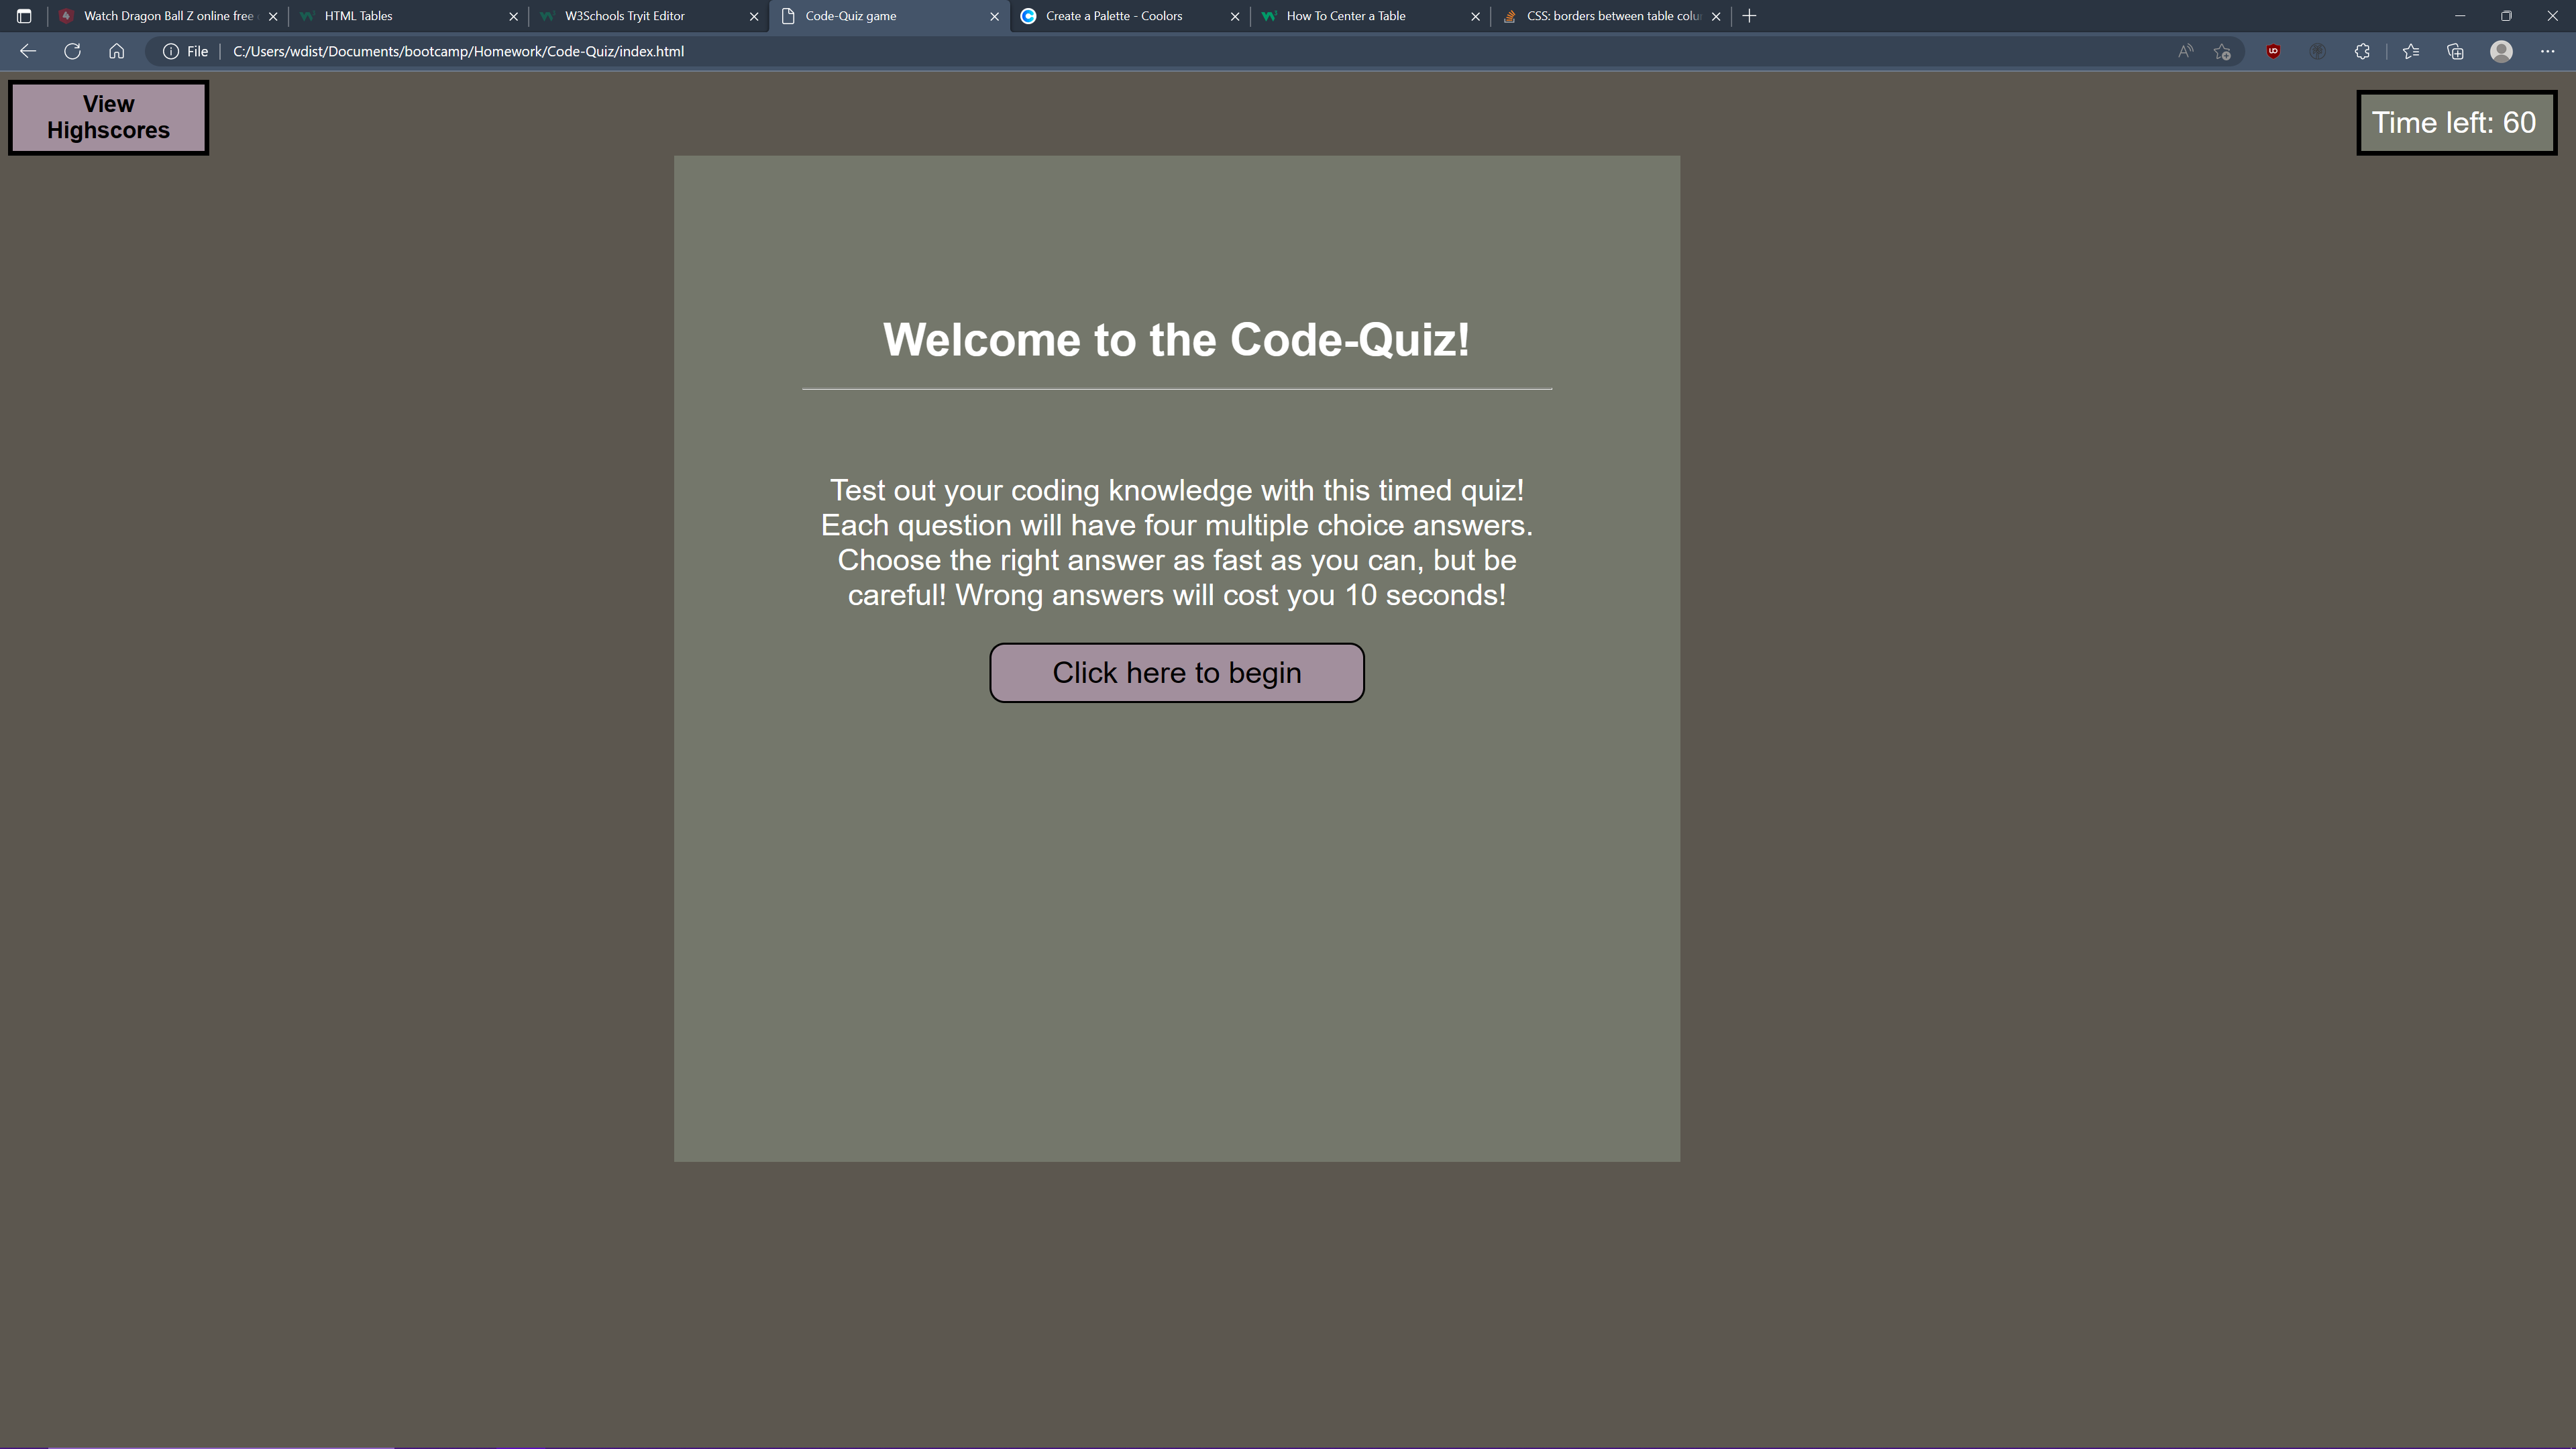 Watch Dragon Ball Z online free
HTML Tables
W3Schools Tryit Editor
Code-Quiz game
Create a Palette - Coolors
How To Center a Table
CSS: borders between table colu
File
C:/Users/wdist/Documents/bootcamp/Homework/Code-Quiz/index.html
View
Highscores
Time left: 60
Welcome to the Code-Quiz!
Test out your coding knowledge with this timed quiz!
Each question will have four multiple choice answers.
Choose the right answer as fast as you can, but be
careful! Wrong answers will cost you 10 seconds!
Click here to begin